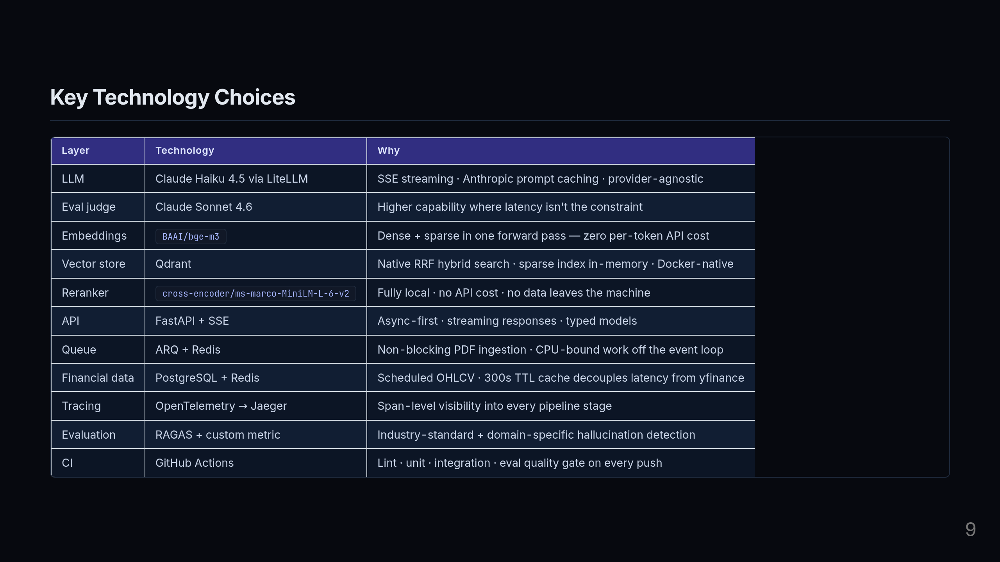 Key Technology Choices
Layer Technology Why
LLM Claude Haiku 4.5 via LiteLLM SSE streaming · Anthropic prompt caching · provider-agnostic
Eval judge Claude Sonnet 4.6 Higher capability where latency isn't the constraint
Embeddings BAAI/bge-m3 Dense + sparse in one forward pass — zero per-token API cost
Vector store Qdrant Native RRF hybrid search · sparse index in-memory · Docker-native
Reranker cross-encoder/ms-marco-MiniLM-L-6-v2 Fully local · no API cost · no data leaves the machine
API FastAPI + SSE Async-first · streaming responses · typed models
Queue ARQ + Redis Non-blocking PDF ingestion · CPU-bound work off the event loop
Financial data PostgreSQL + Redis Scheduled OHLCV · 300s TTL cache decouples latency from yfinance
Tracing OpenTelemetry → Jaeger Span-level visibility into every pipeline stage
Evaluation RAGAS + custom metric Industry-standard + domain-specific hallucination detection
CI GitHub Actions Lint · unit · integration · eval quality gate on every push
9